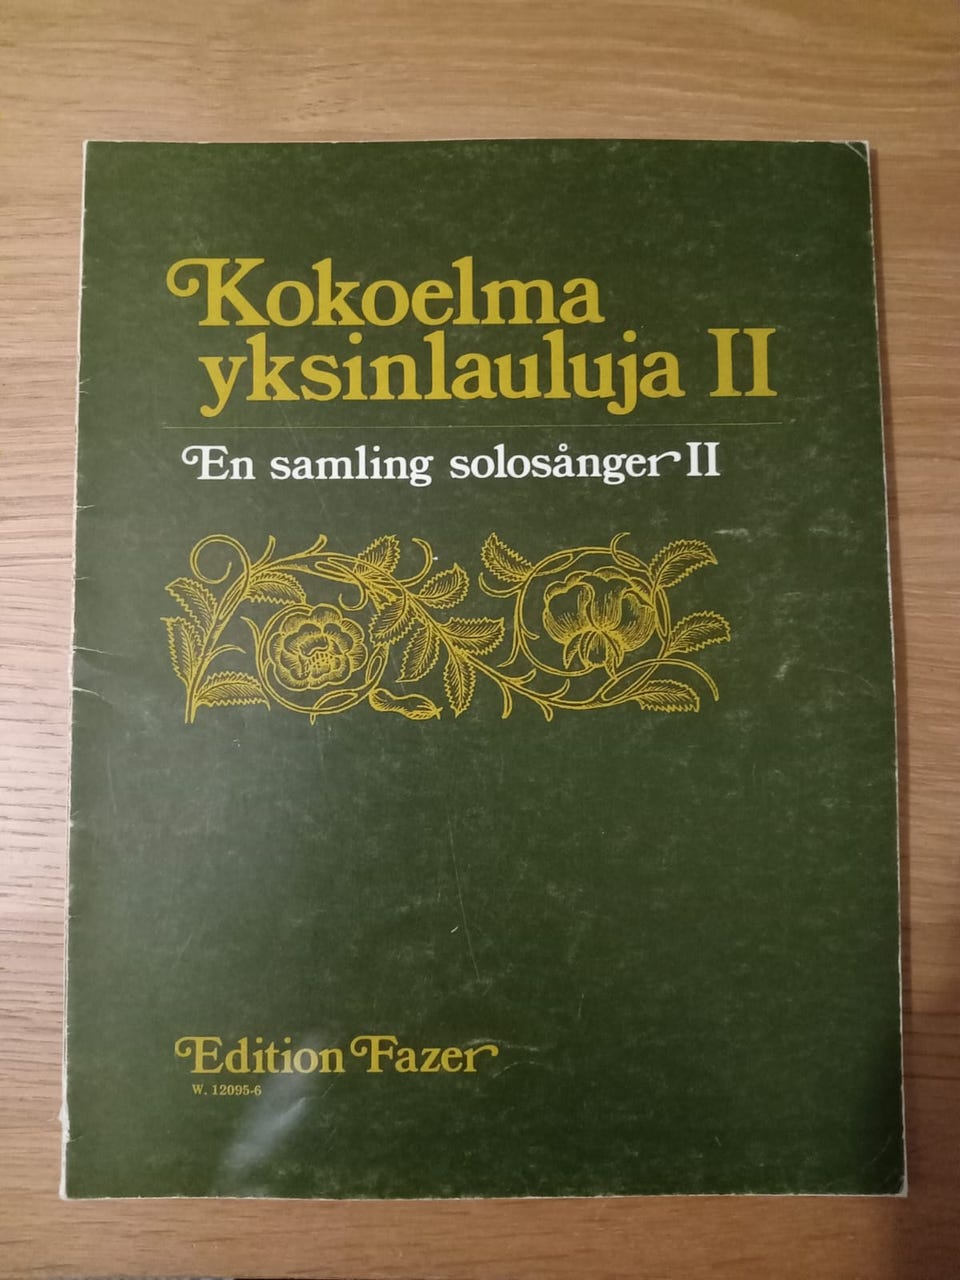 Kokoelma
yksinlauluja II
En samling solosånger II
Edition Fazer
W. 12095-6